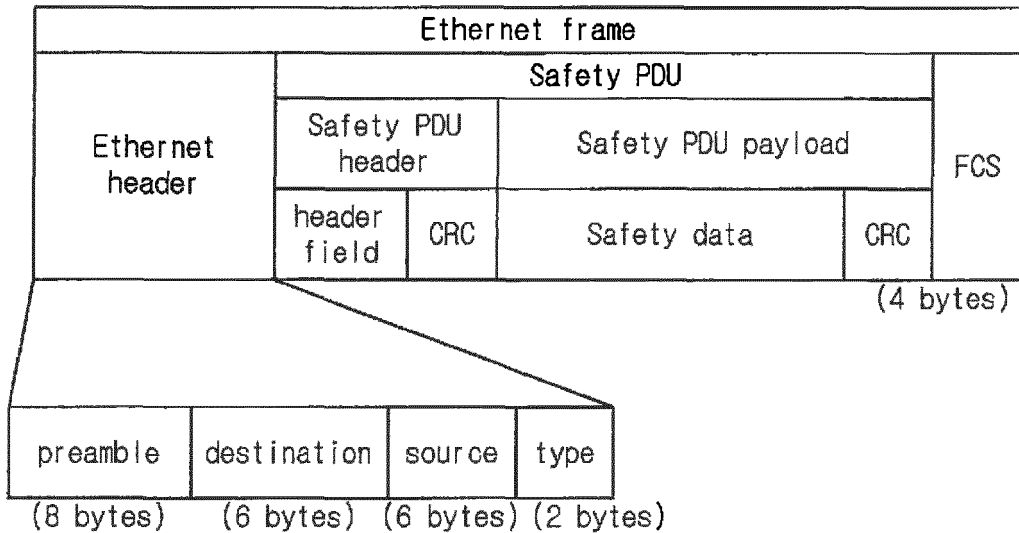 Ethernet frame
Safety PDU
Ethernet
header
Safety PDU
header
Safety PDU payload
FCS
header
field
CRC
Safety data
CRC
(4 bytes)
preamble
destination
source
type
(8 bytes)
(6 bytes)
(6 bytes)
(2 bytes)